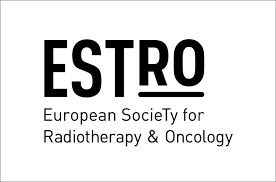 ESTRO
European SocieTy for
Radiotherapy & Oncology